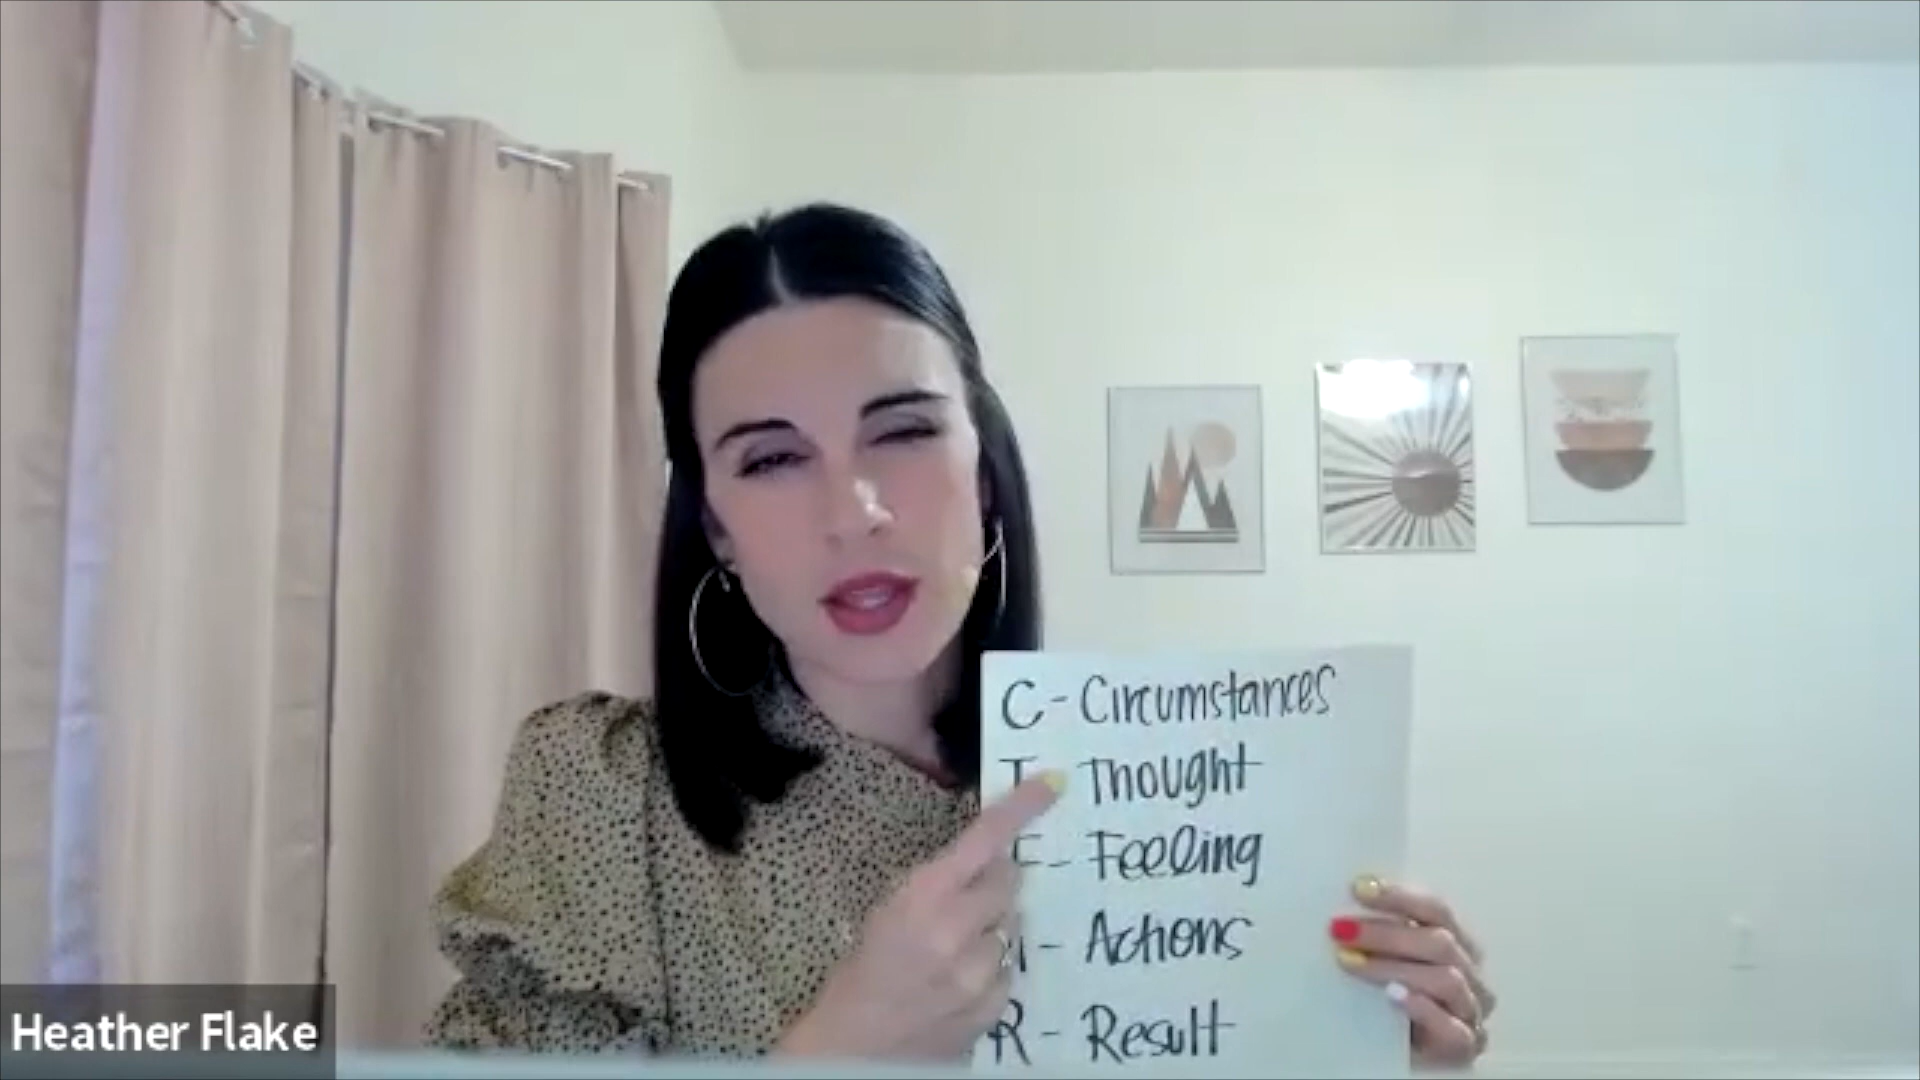 C - Circumstances
T - Thought
F - Feeling
A - Actions
R - Result
Heather Flake